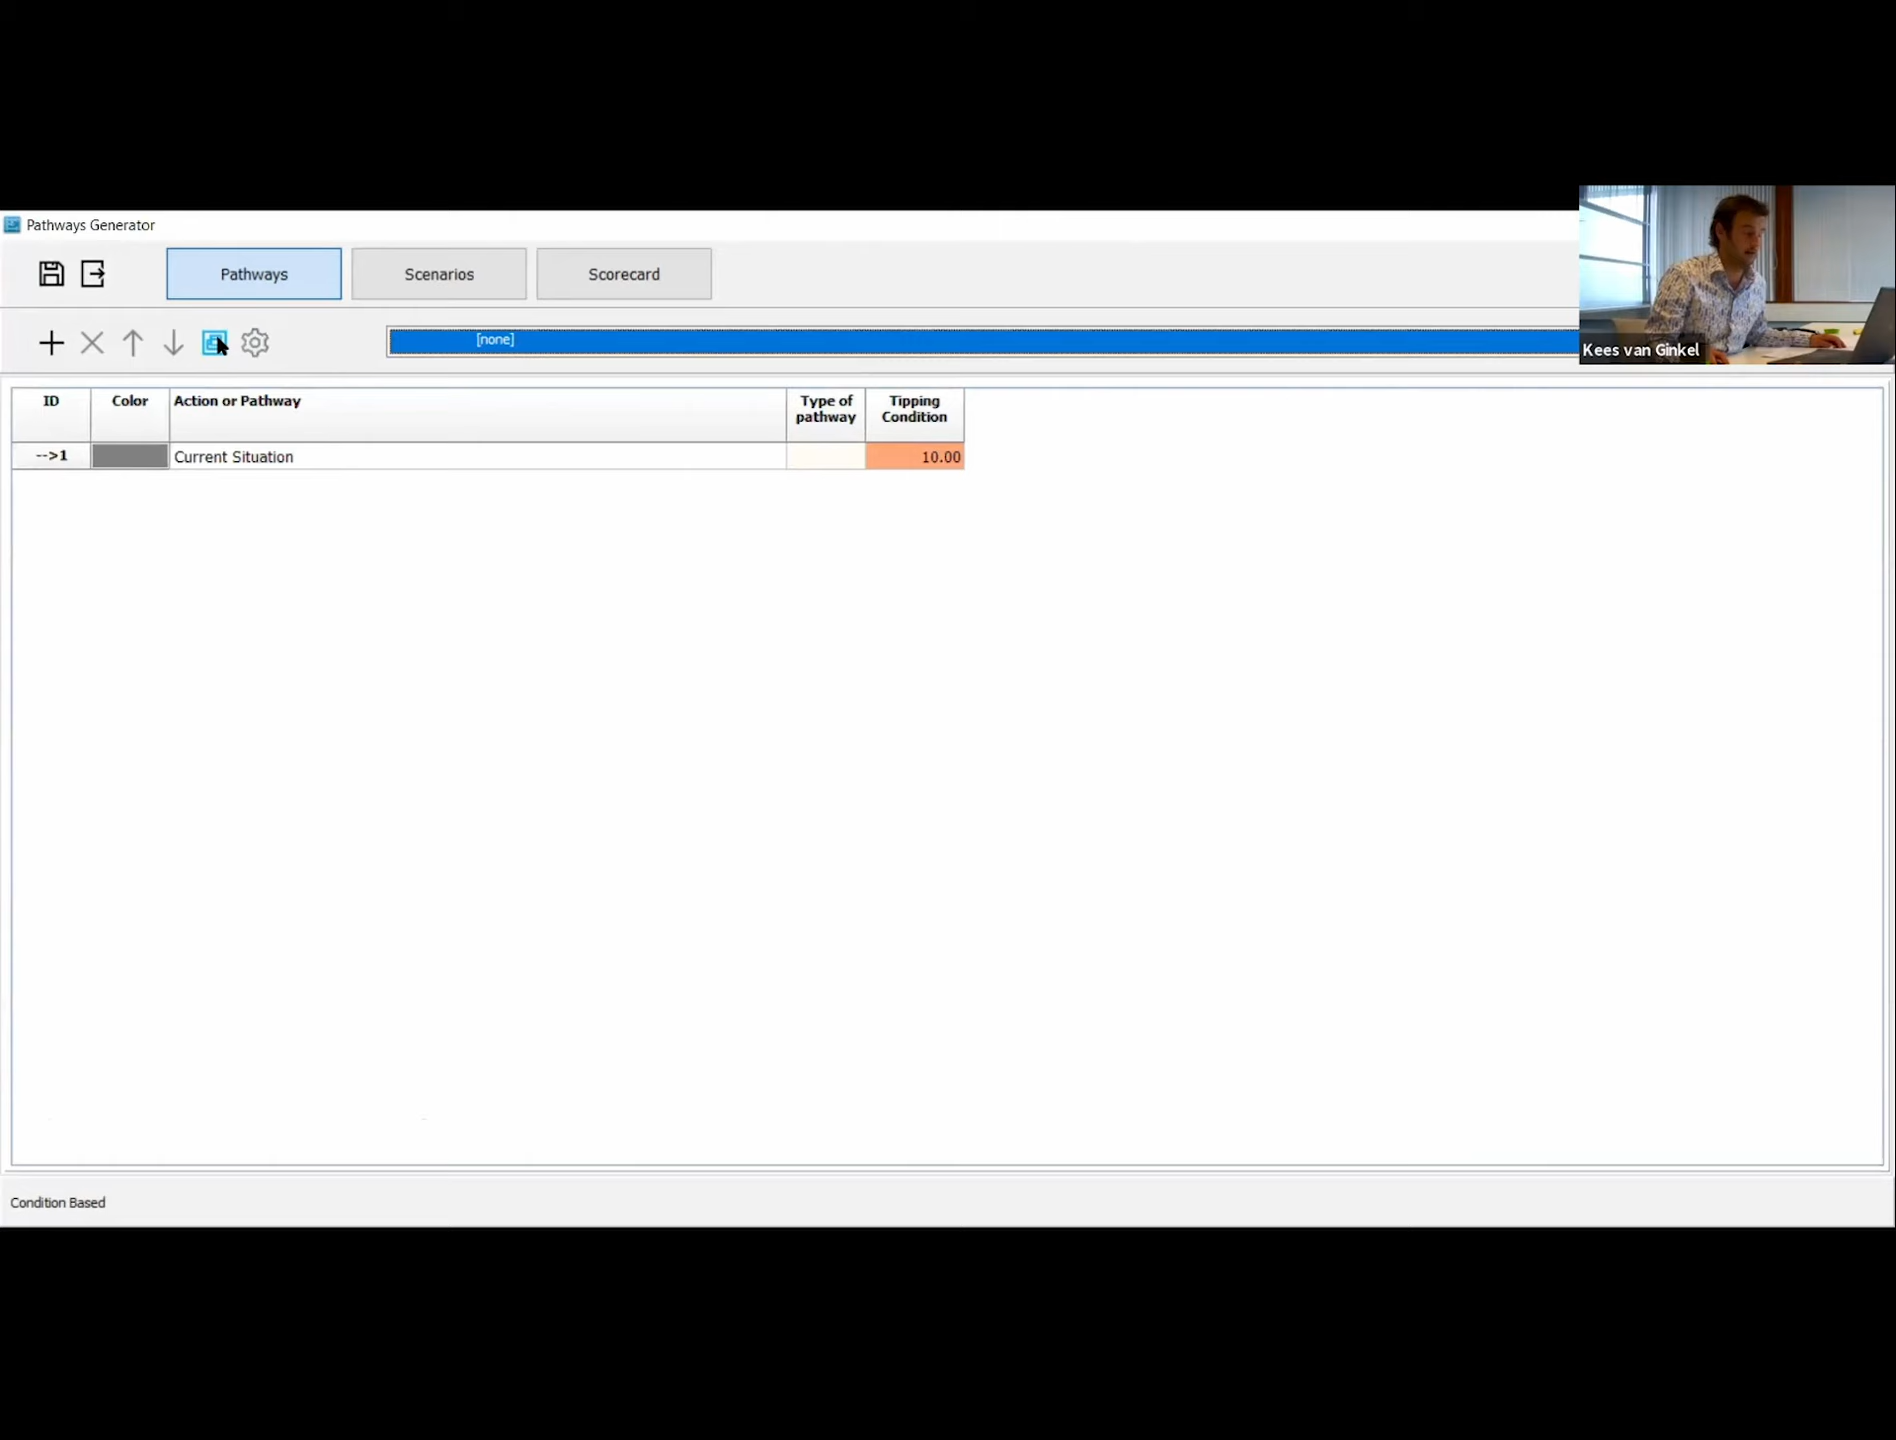 Pathways Generator
Pathways
Scenarios
Scorecard
[none]
Kees van Ginkel
ID
Color
Action or Pathway
Type of
pathway
Tipping
Condition
-->1
Current Situation
10.00
Condition Based